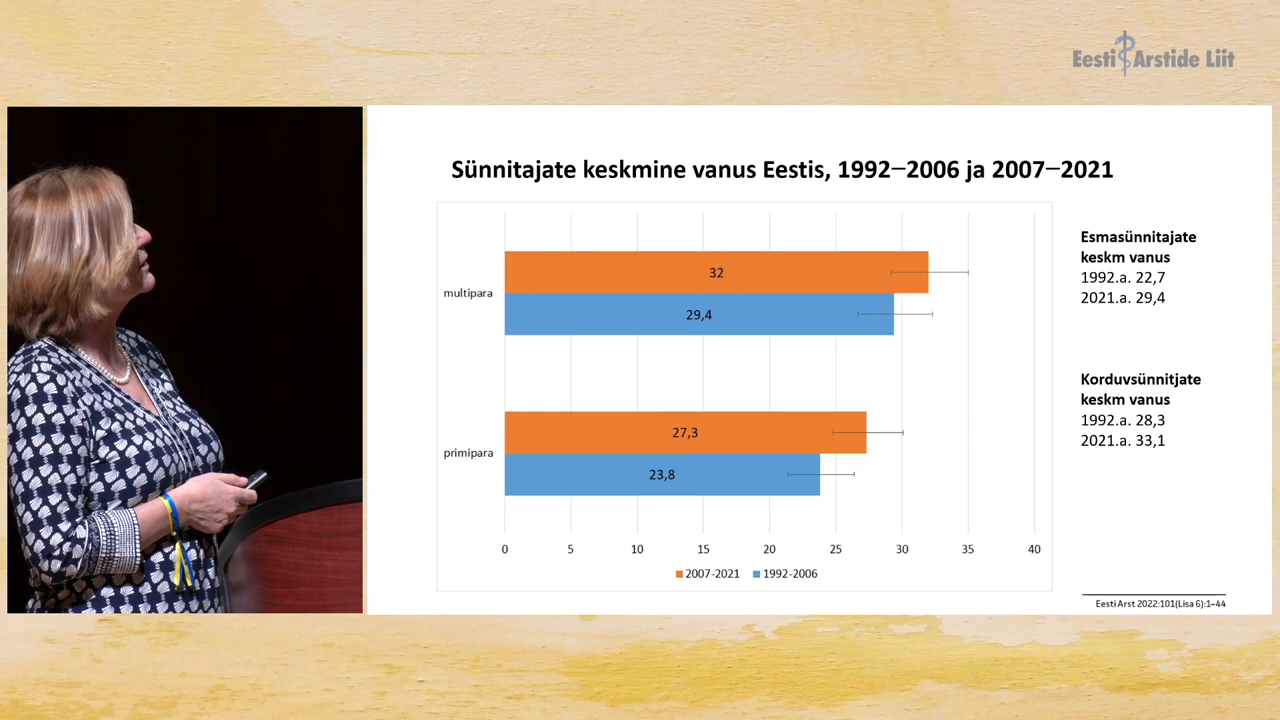 Eesti Arstide Liit
Sünnitajate keskmine vanus Eestis, 1992–2006 ja 2007–2021
multipara
32
29,4
primipara
27,3
23,8
0 5 10 15 20 25 30 35 40
2007-2021 1992-2006
Esmasünnitajate
keskm vanus
1992.a. 22,7
2021.a. 29,4
Korduvsünnitjate
keskm vanus
1992.a. 28,3
2021.a. 33,1
Eesti Arst 2022:101(Lisa 6):1–44